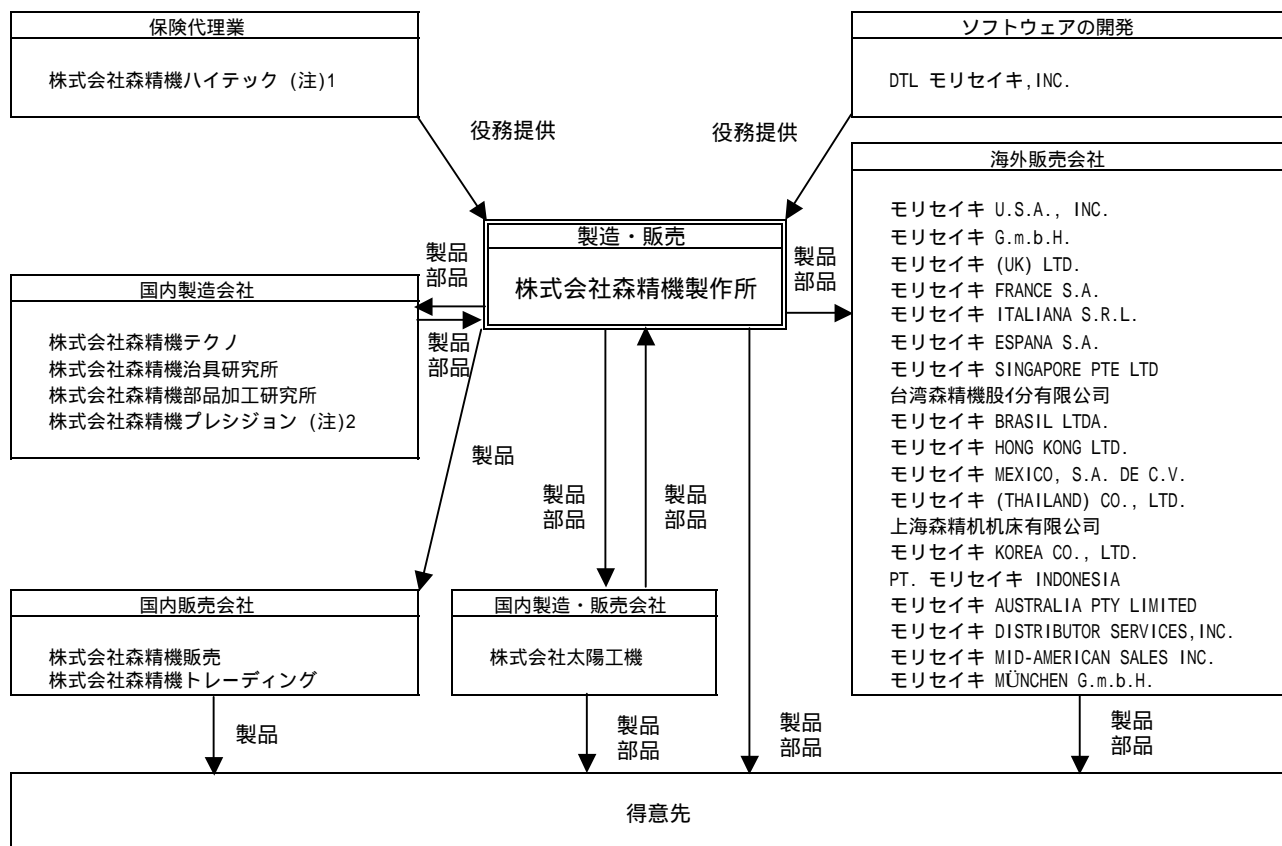 保険代理業
株式会社森精機ハイテック (注)1
ソフトウェアの開発
DTL モリセイキ,INC.
役務提供
役務提供
海外販売会社
モリセイキ U.S.A., INC.
モリセイキ G.m.b.H.
モリセイキ (UK) LTD.
モリセイキ FRANCE S.A.
モリセイキ ITALIANA S.R.L.
モリセイキ ESPANA S.A.
モリセイキ SINGAPORE PTE LTD
台湾森精機股イ分有限公司
モリセイキ BRASIL LTDA.
モリセイキ HONG KONG LTD.
モリセイキ MEXICO, S.A. DE C.V.
モリセイキ (THAILAND) CO., LTD.
上海森精机机床有限公司
モリセイキ KOREA CO., LTD.
PT. モリセイキ INDONESIA
モリセイキ AUSTRALIA PTY LIMITED
モリセイキ DISTRIBUTOR SERVICES,INC.
モリセイキ MID-AMERICAN SALES INC.
モリセイキ MÜNCHEN G.m.b.H.
製造・販売
株式会社森精機製作所
製品
部品
製品
部品
国内製造会社
株式会社森精機テクノ
株式会社森精機治具研究所
株式会社森精機部品加工研究所
株式会社森精機プレシジョン (注)2
製品
部品
製品
製品
部品
製品
部品
国内販売会社
株式会社森精機販売
株式会社森精機トレーディング
国内製造・販売会社
株式会社太陽工機
製品
製品
部品
製品
部品
製品
部品
得意先